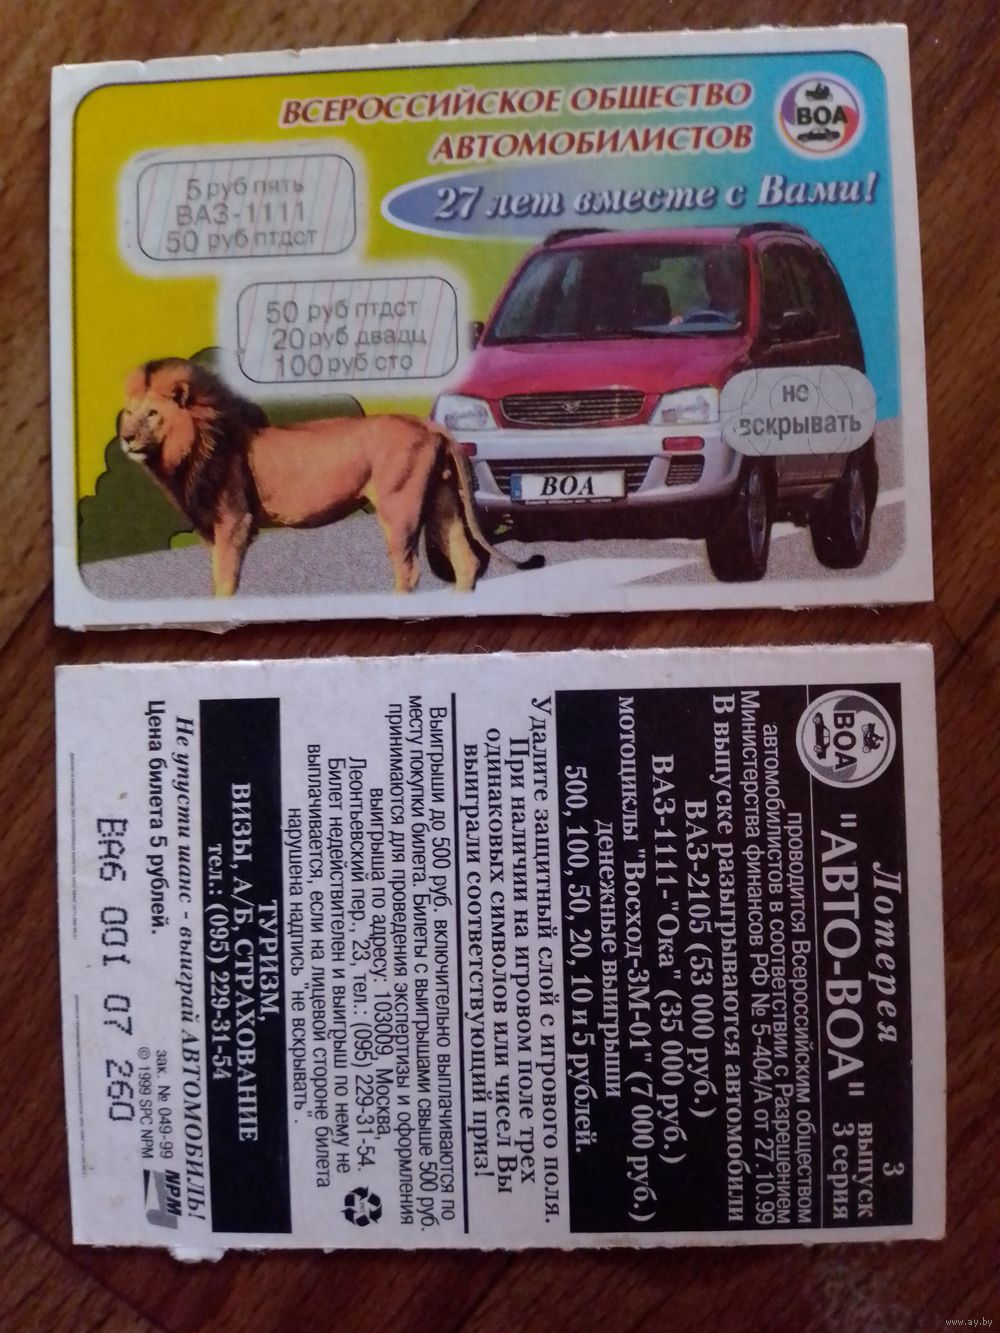 ВСЕРОССИЙСКОЕ ОБЩЕСТВО
АВТОМОБИЛИСТОВ
ВОА
27 лет вместе с Вами!
5 руб пять
ВАЗ-1111
50 руб птдст
50 руб птдст
20 руб двадц
100 руб сто
не
вскрывать
ВОА
ВОА
Лотерея
"АВТО-ВОА"
3
выпуск
3 серия
проводится Всероссийским обществом
автомобилистов в соответствии с Разрешением
Министерства финансов РФ № 5-404/А от 27.10.99
В выпуске разыгрываются автомобили
ВАЗ-2105 (53 000 руб.)
ВАЗ-1111-"Ока" (35 000 руб.)
мотоциклы "Восход-3М-01" (7 000 руб.)
денежные выигрыши
500, 100, 50, 20, 10 и 5 рублей.
Удалите защитный слой с игрового поля.
При наличии на игровом поле трех
одинаковых символов или чисел Вы
выиграли соответствующий приз!
Выигрыши до 500 руб. включительно выплачиваются по
месту покупки билета. Билеты с выигрышами свыше 500 руб.
принимаются для проведения экспертизы и оформления
выигрыша по адресу: 103009, Москва,
Леонтьевский пер., 23, тел.: (095) 229-31-54.
Билет недействителен и выигрыш по нему не
выплачивается, если на лицевой стороне билета
нарушена надпись "не вскрывать".
ТУРИЗМ,
ВИЗЫ, А/Б, СТРАХОВАНИЕ
тел.: (095) 229-31-54
Не упусти шанс - выиграй АВТОМОБИЛЬ!
Цена билета 5 рублей.
зак. № 049-99
© 1999 SPC NPM
NPM
ВА6 001 07 260
www.ay.by